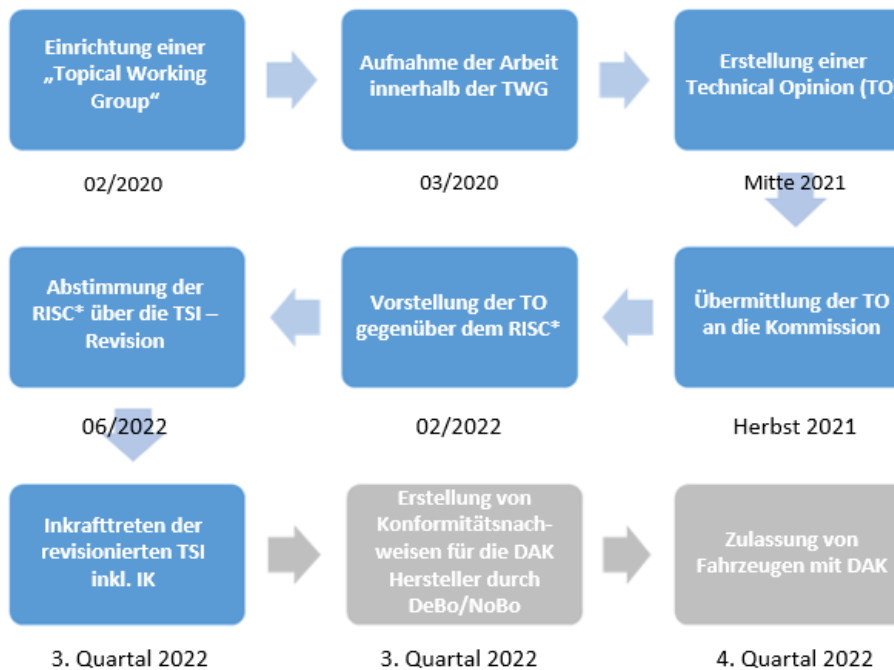 Einrichtung einer
„Topical Working
Group“
02/2020
Aufnahme der Arbeit
innerhalb der TWG
03/2020
Erstellung einer
Technical Opinion (TO
Mitte 2021
Übermittlung der TO
an die Kommission
Herbst 2021
Vorstellung der TO
gegenüber dem RISC*
02/2022
Abstimmung der
RISC* über die TSI –
Revision
06/2022
Inkrafttreten der
revisionierten TSI
inkl. IK
3. Quartal 2022
Erstellung von
Konformitätsnach-
weisen für die DAK
Hersteller durch
DeBo/NoBo
3. Quartal 2022
Zulassung von
Fahrzeugen mit DAK
4. Quartal 2022